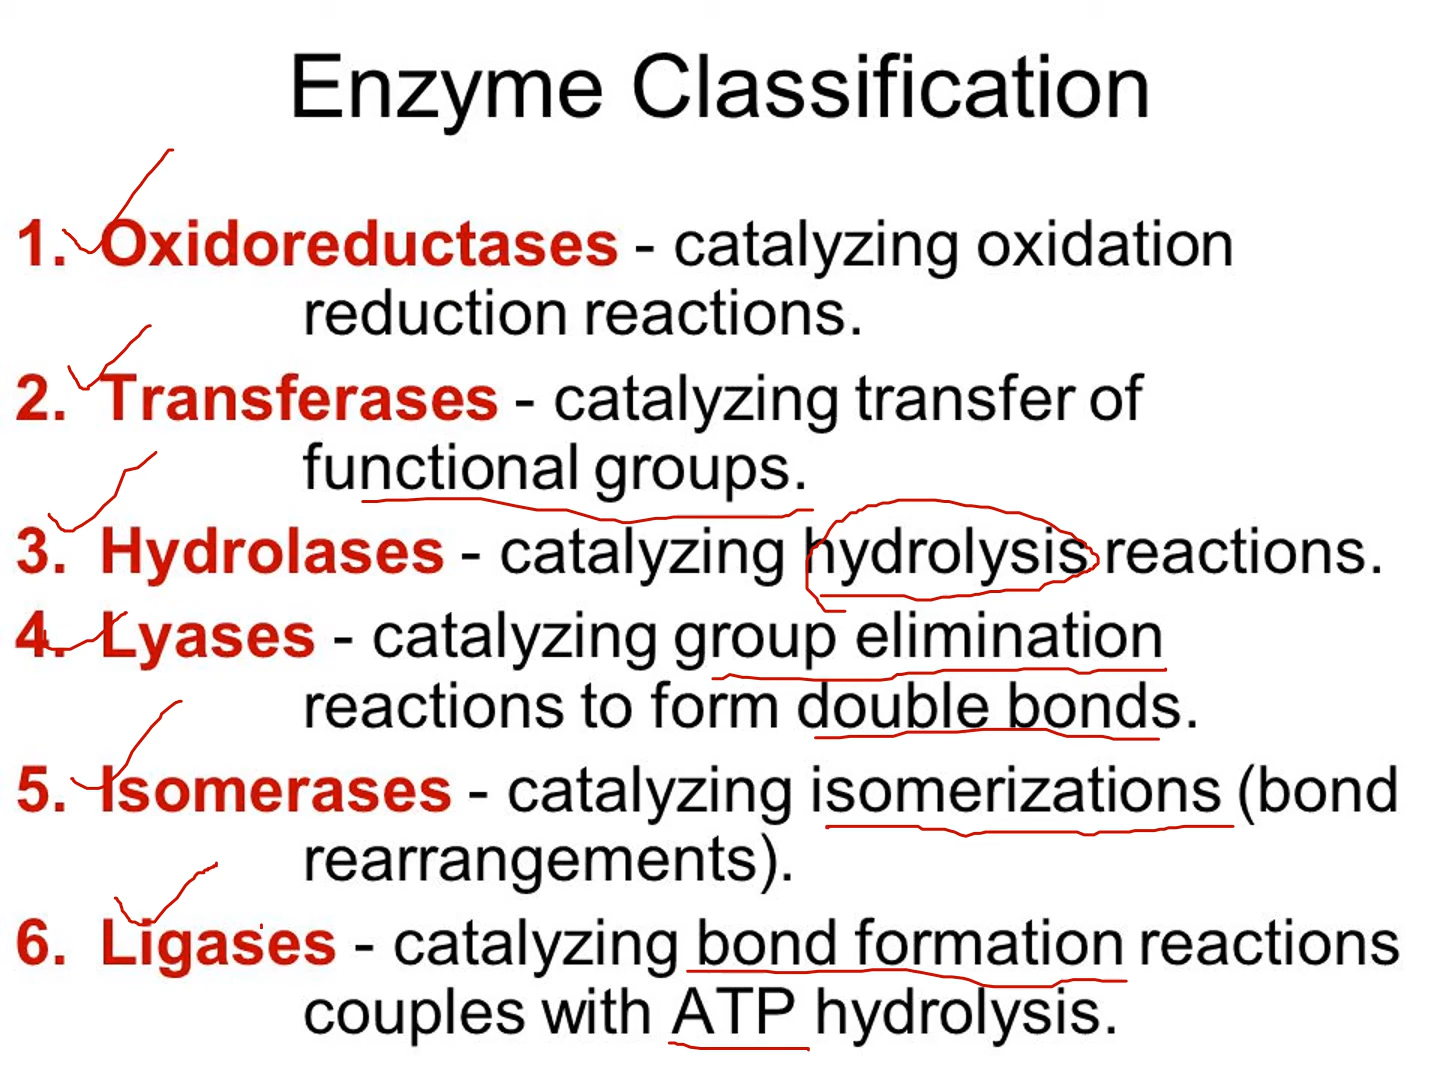 Enzyme Classification
1. Oxidoreductases - catalyzing oxidation
reduction reactions.
2. Transferases - catalyzing transfer of
functional groups.
3. Hydrolases - catalyzing hydrolysis reactions.
4. Lyases - catalyzing group elimination
reactions to form double bonds.
5. Isomerases - catalyzing isomerizations (bond
rearrangements).
6. Ligases - catalyzing bond formation reactions
couples with ATP hydrolysis.